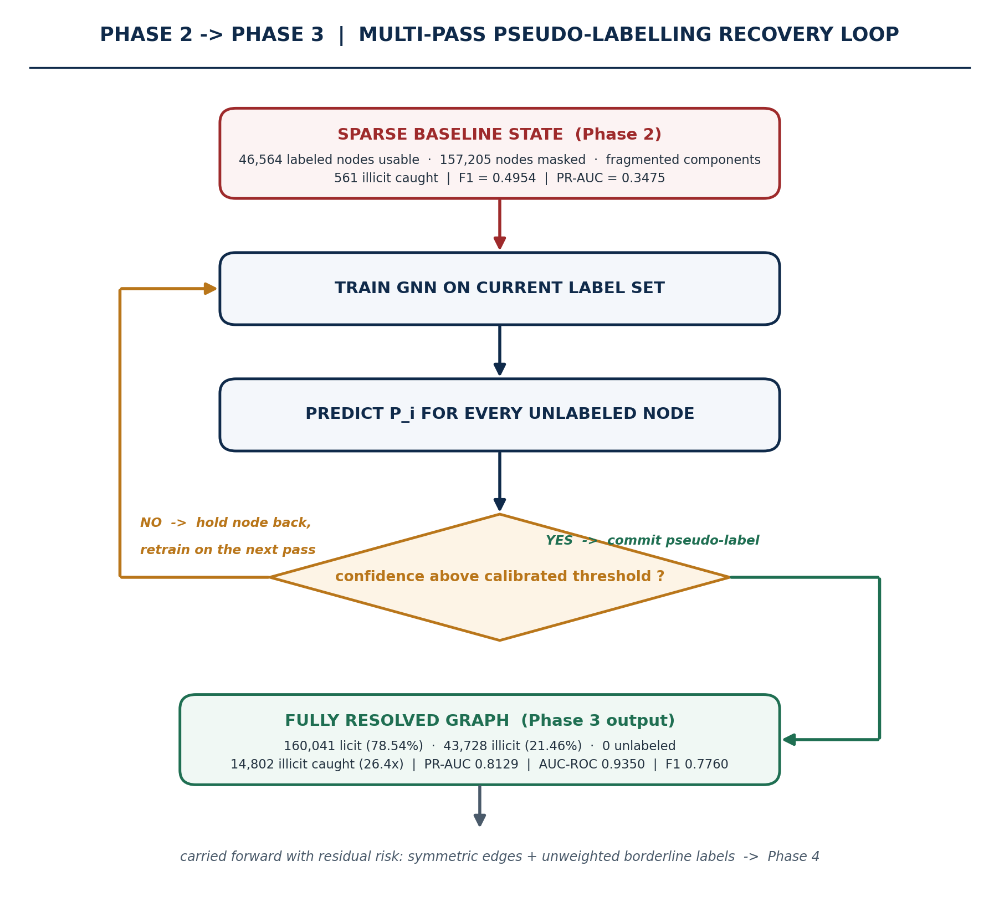 PHASE 2 -> PHASE 3 | MULTI-PASS PSEUDO-LABELLING RECOVERY LOOP
SPARSE BASELINE STATE (Phase 2)
46,564 labeled nodes usable · 157,205 nodes masked · fragmented components
561 illicit caught | F1 = 0.4954 | PR-AUC = 0.3475
TRAIN GNN ON CURRENT LABEL SET
PREDICT P_i FOR EVERY UNLABELED NODE
NO -> hold node back,
retrain on the next pass
YES -> commit pseudo-label
confidence above calibrated threshold ?
FULLY RESOLVED GRAPH (Phase 3 output)
160,041 licit (78.54%) · 43,728 illicit (21.46%) · 0 unlabeled
14,802 illicit caught (26.4x) | PR-AUC 0.8129 | AUC-ROC 0.9350 | F1 0.7760
carried forward with residual risk: symmetric edges + unweighted borderline labels -> Phase 4